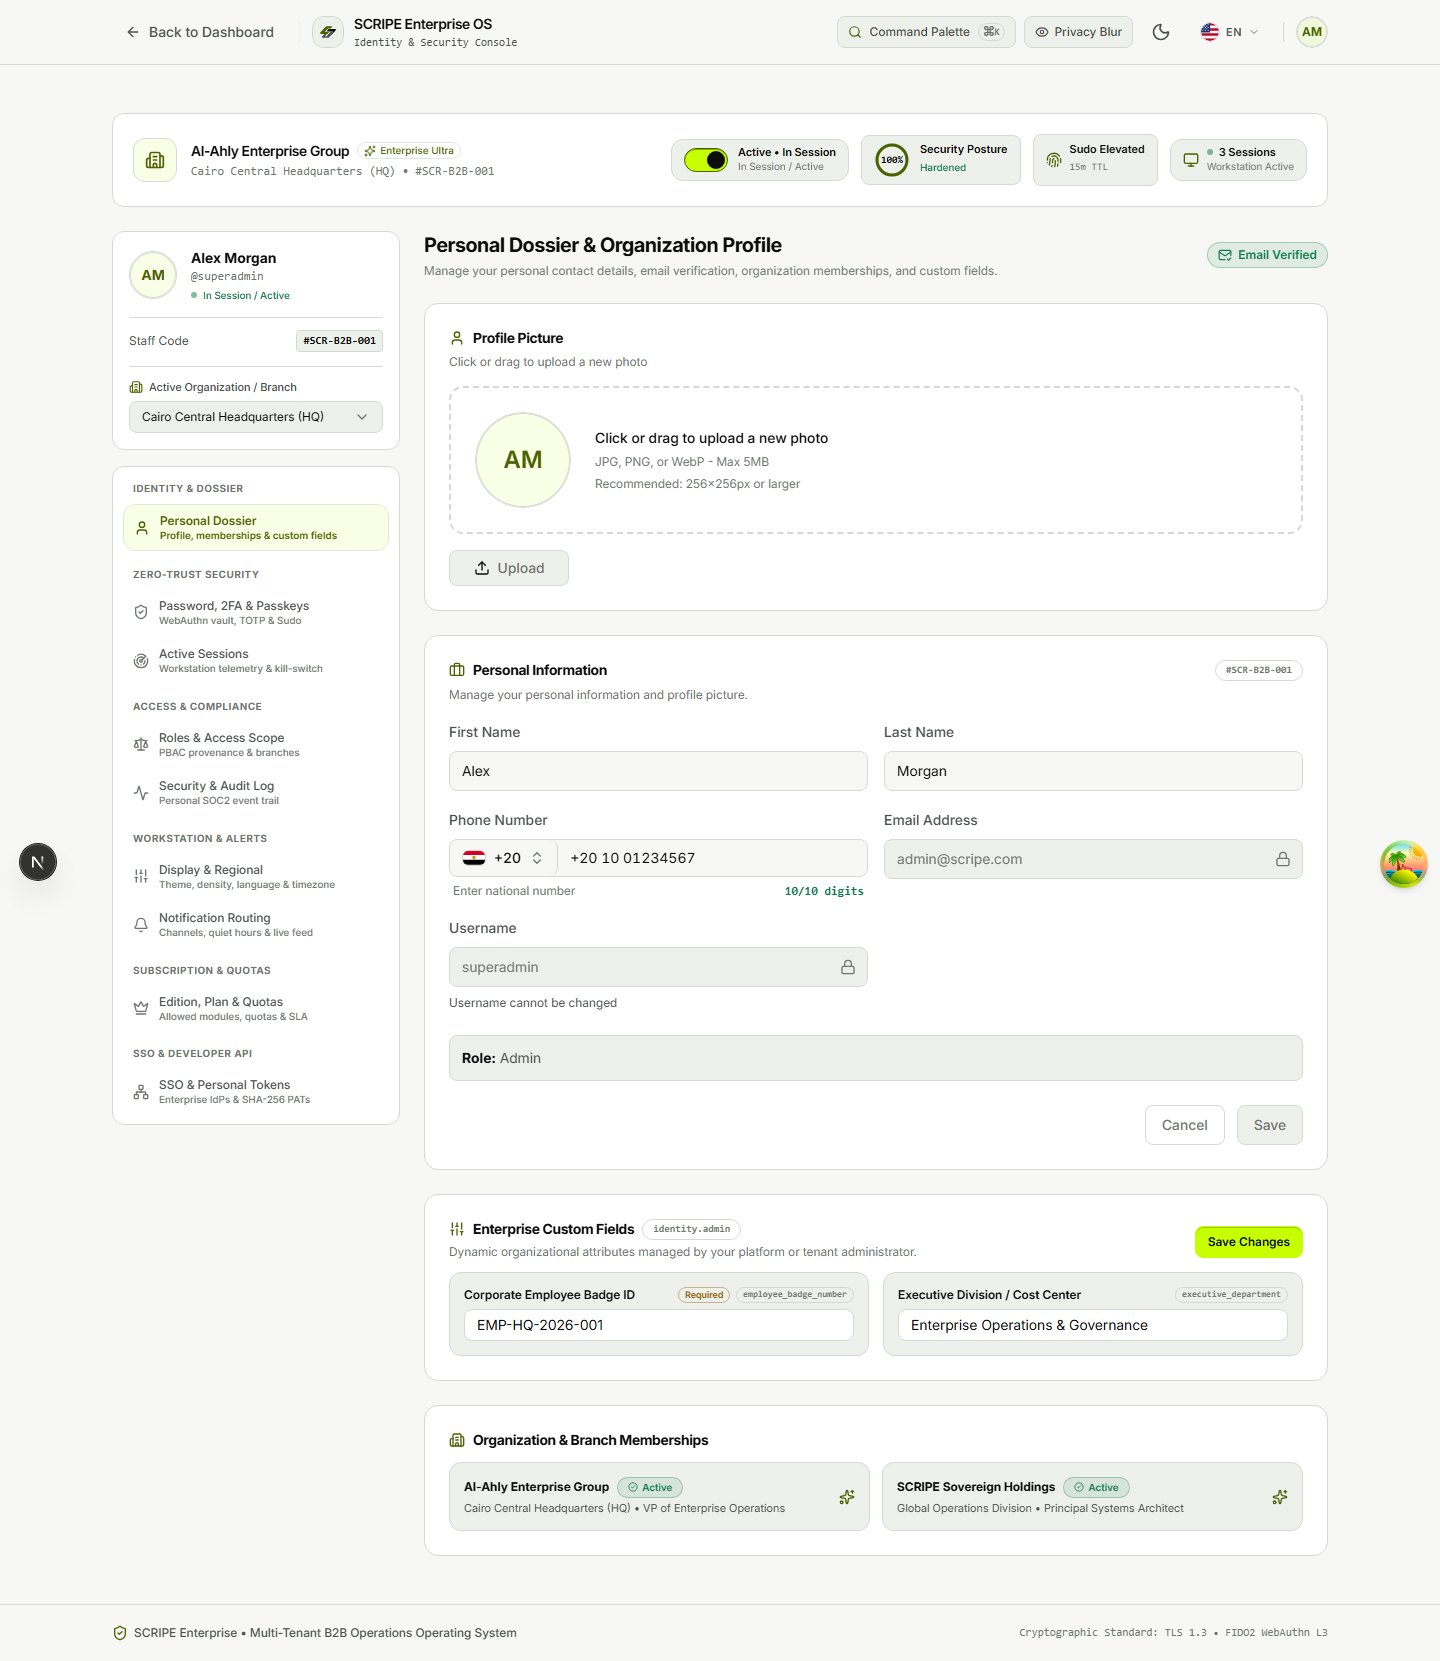 Back to Dashboard
SCRIPE Enterprise OS
Identity & Security Console
Command Palette ⌘K
Privacy Blur
EN
AM
Al-Ahly Enterprise Group
Enterprise Ultra
Cairo Central Headquarters (HQ) • #SCR-B2B-001
Active • In Session
In Session / Active
100%
Security Posture
Hardened
Sudo Elevated
15m TTL
3 Sessions
Workstation Active
AM
Alex Morgan
@superadmin
In Session / Active
Staff Code
#SCR-B2B-001
Active Organization / Branch
Cairo Central Headquarters (HQ)
IDENTITY & DOSSIER
Personal Dossier
Profile, memberships & custom fields
ZERO-TRUST SECURITY
Password, 2FA & Passkeys
WebAuthn vault, TOTP & Sudo
Active Sessions
Workstation telemetry & kill-switch
ACCESS & COMPLIANCE
Roles & Access Scope
PBAC provenance & branches
Security & Audit Log
Personal SOC2 event trail
WORKSTATION & ALERTS
Display & Regional
Theme, density, language & timezone
Notification Routing
Channels, quiet hours & live feed
SUBSCRIPTION & QUOTAS
Edition, Plan & Quotas
Allowed modules, quotas & SLA
SSO & DEVELOPER API
SSO & Personal Tokens
Enterprise IdPs & SHA-256 PATs
Personal Dossier & Organization Profile
Manage your personal contact details, email verification, organization memberships, and custom fields.
Email Verified
Profile Picture
Click or drag to upload a new photo
AM
Click or drag to upload a new photo
JPG, PNG, or WebP - Max 5MB
Recommended: 256×256px or larger
Upload
Personal Information
#SCR-B2B-001
Manage your personal information and profile picture.
First Name
Alex
Last Name
Morgan
Phone Number
+20
+20 10 01234567
Enter national number
10/10 digits
Email Address
admin@scripe.com
Username
superadmin
Username cannot be changed
Role: Admin
Cancel
Save
Enterprise Custom Fields
identity.admin
Dynamic organizational attributes managed by your platform or tenant administrator.
Save Changes
Corporate Employee Badge ID
Required
employee_badge_number
EMP-HQ-2026-001
Executive Division / Cost Center
executive_department
Enterprise Operations & Governance
Organization & Branch Memberships
Al-Ahly Enterprise Group
Active
Cairo Central Headquarters (HQ) • VP of Enterprise Operations
SCRIPE Sovereign Holdings
Active
Global Operations Division • Principal Systems Architect
N
SCRIPE Enterprise • Multi-Tenant B2B Operations Operating System
Cryptographic Standard: TLS 1.3 • FIDO2 WebAuthn L3